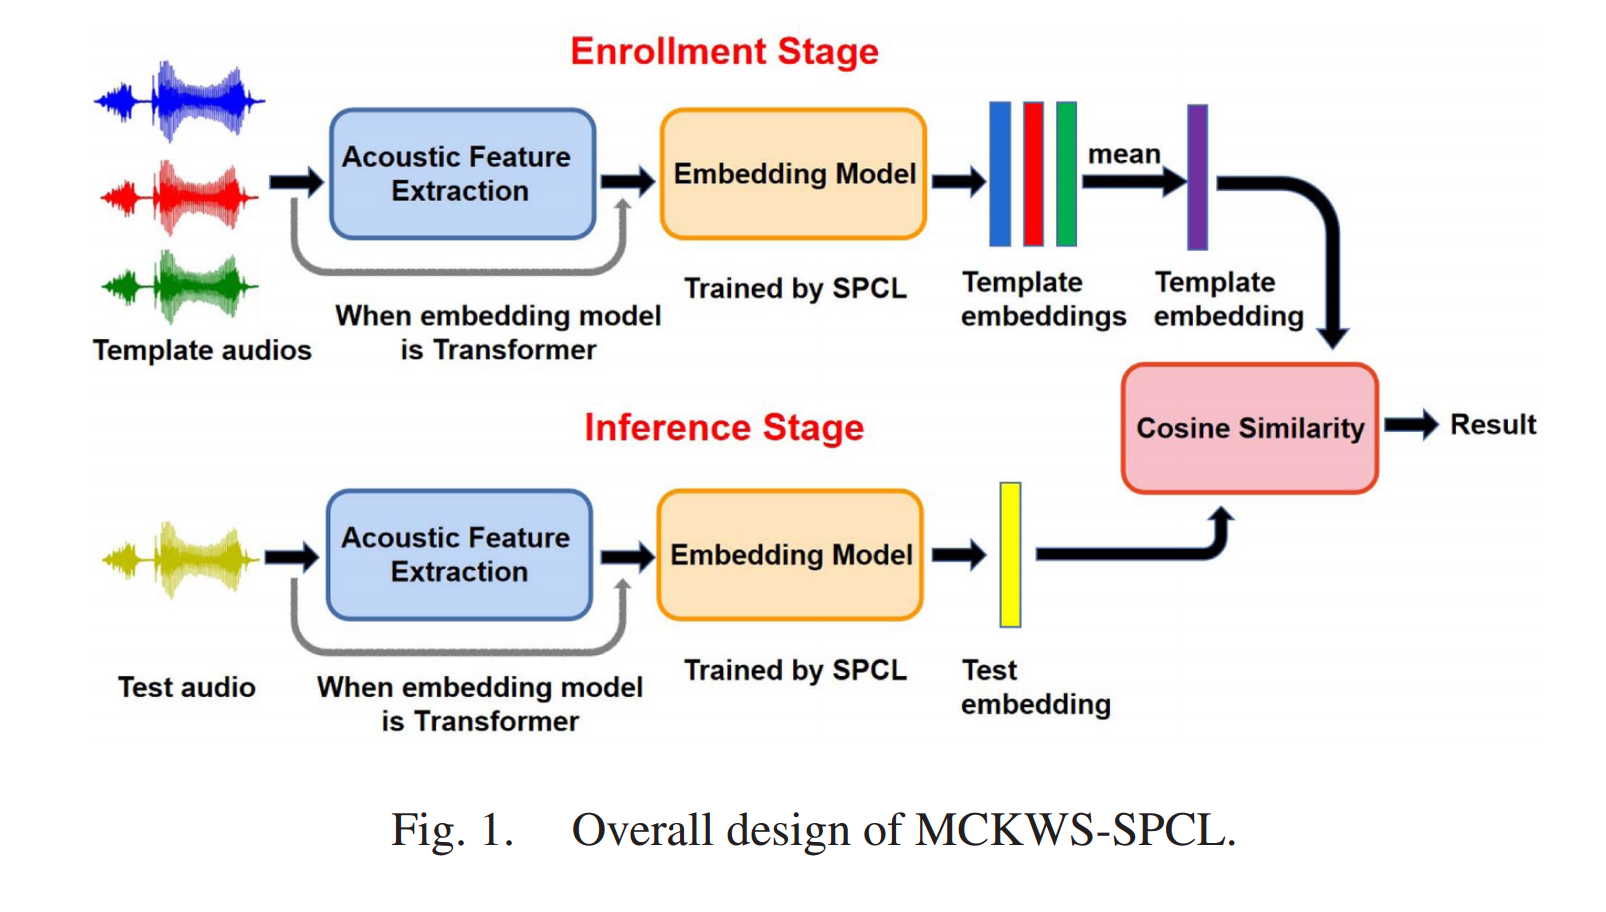 Enrollment Stage
Acoustic Feature
Extraction
Embedding Model
mean
Template audios
When embedding model
is Transformer
Trained by SPCL
Template
embeddings
Template
embedding
Cosine Similarity
Result
Inference Stage
Acoustic Feature
Extraction
Embedding Model
Test audio
When embedding model
is Transformer
Trained by SPCL
Test
embedding
Fig. 1. Overall design of MCKWS-SPCL.